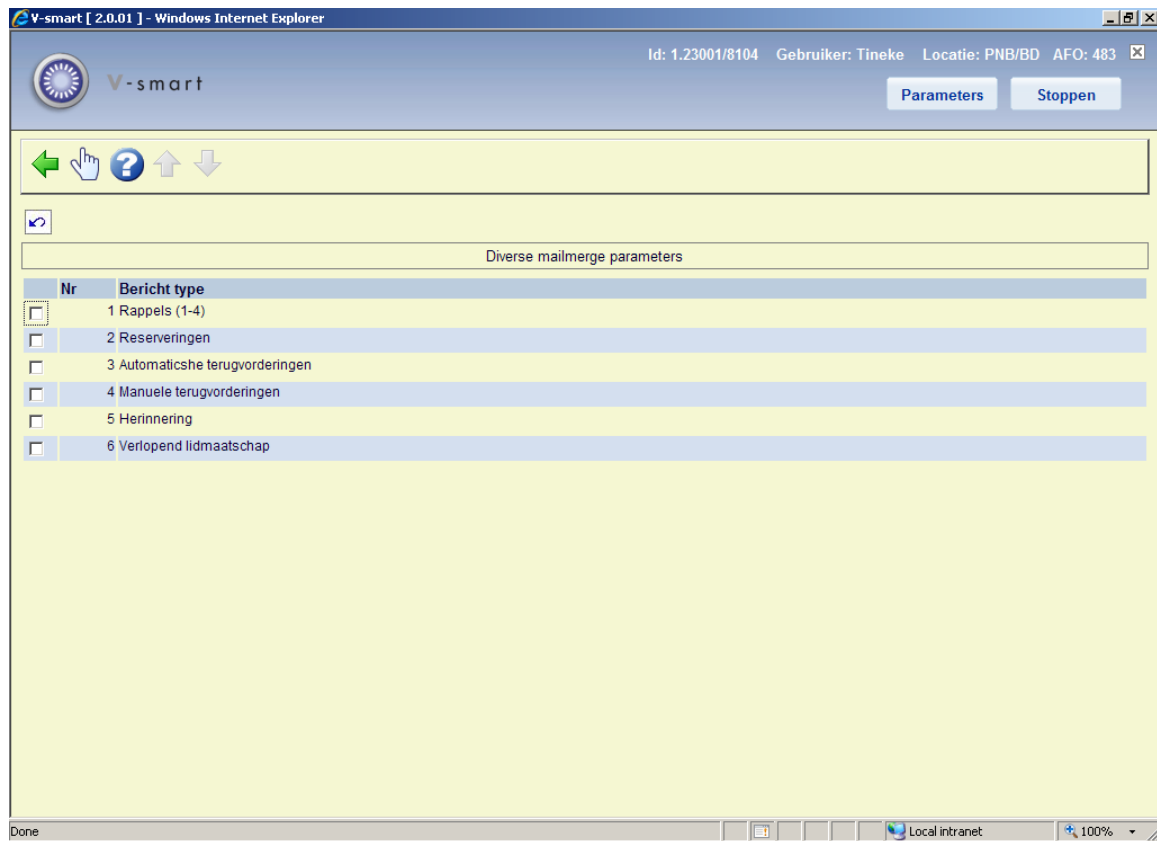 V-smart [ 2.0.01 ] - Windows Internet Explorer
Id: 1.23001/8104 Gebruiker: Tineke Locatie: PNB/BD AFO: 483
V-smart
Parameters Stoppen
Diverse mailmerge parameters
Nr Bericht type
1 Rappels (1-4)
2 Reserveringen
3 Automaticshe terugvorderingen
4 Manuele terugvorderingen
5 Herinnering
6 Verlopend lidmaatschap
Done Local intranet 100%